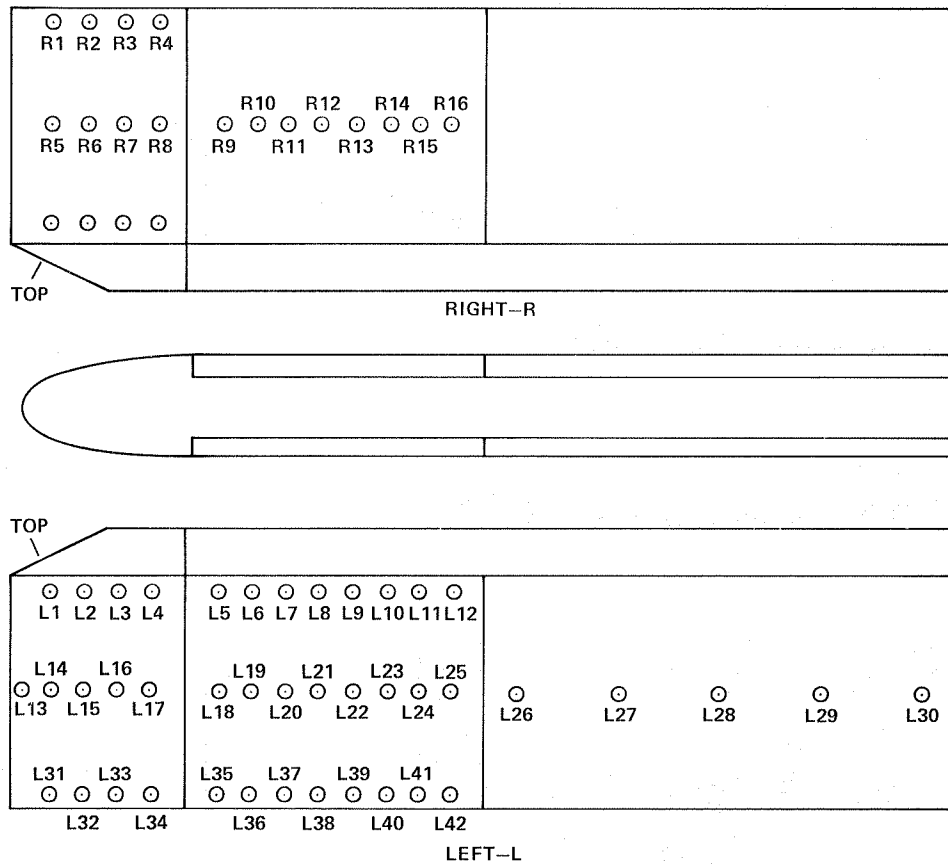 R1 R2 R3 R4
R10 R12 R14 R16
R5 R6 R7 R8 R9 R11 R13 R15
TOP
RIGHT–R
TOP
L1 L2 L3 L4 L5 L6 L7 L8 L9 L10 L11 L12
L14 L16 L19 L21 L23 L25
L13 L15 L17 L18 L20 L22 L24 L26 L27 L28 L29 L30
L31 L33 L35 L37 L39 L41
L32 L34 L36 L38 L40 L42
LEFT–L